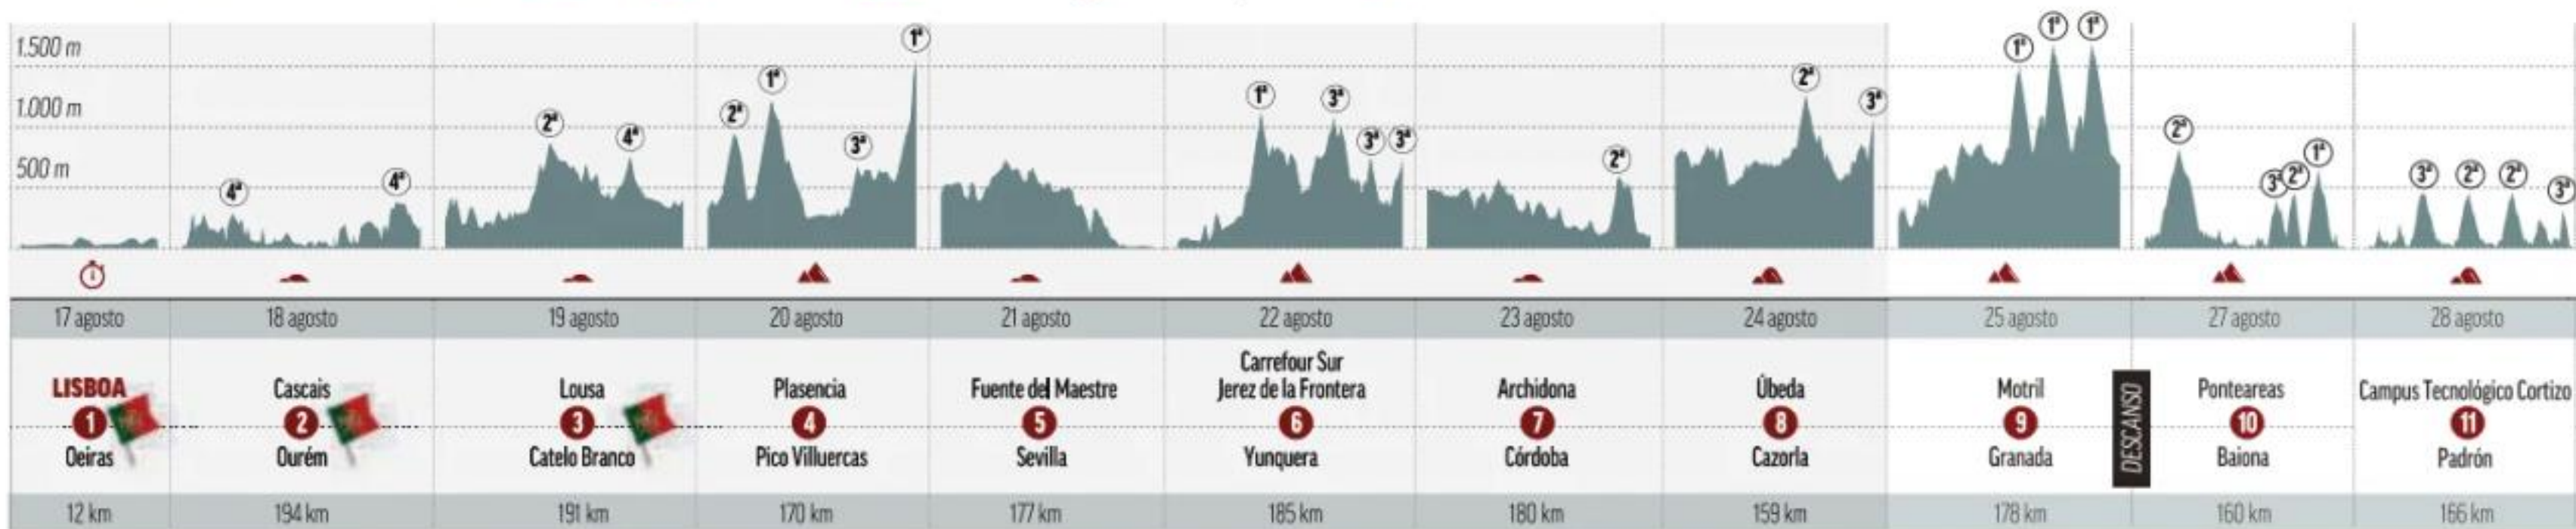 1.500 m
1.000 m
500 m
4ª
4ª
2ª
4ª
2ª
1ª
3ª
1ª
1ª
3ª
3ª
3ª
2ª
2ª
3ª
1ª
1ª
1ª
2ª
3ª
2ª
1ª
3ª
2ª
2ª
3ª
17 agosto
18 agosto
19 agosto
20 agosto
21 agosto
22 agosto
23 agosto
24 agosto
25 agosto
27 agosto
28 agosto
LISBOA
1
Oeiras
Cascais
2
Ourém
Lousa
3
Catelo Branco
Plasencia
4
Pico Villuercas
Fuente del Maestre
5
Sevilla
Carrefour Sur
Jerez de la Frontera
6
Yunquera
Archidona
7
Córdoba
Úbeda
8
Cazorla
Motril
9
Granada
DESCANSO
Ponteareas
10
Baiona
Campus Tecnológico Cortizo
11
Padrón
12 km
194 km
191 km
170 km
177 km
185 km
180 km
159 km
178 km
160 km
166 km